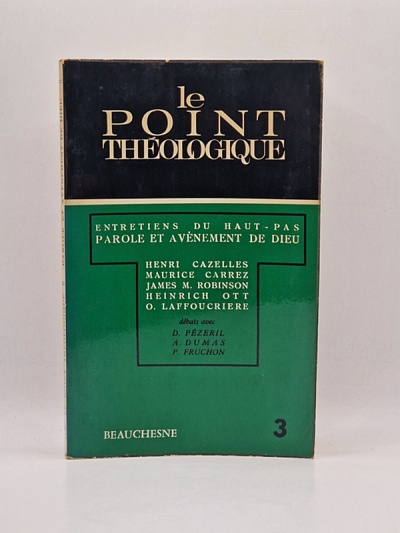 le
POINT
THÉOLOGIQUE
ENTRETIENS DU HAUT-PAS
PAROLE ET AVÈNEMENT DE DIEU
HENRI CAZELLES
MAURICE CARREZ
JAMES M. ROBINSON
HEINRICH OTT
O. LAFFOUCRIERE
débats avec
D. PÉZERIL
A. DUMAS
P. FRUCHON
BEAUCHESNE
3